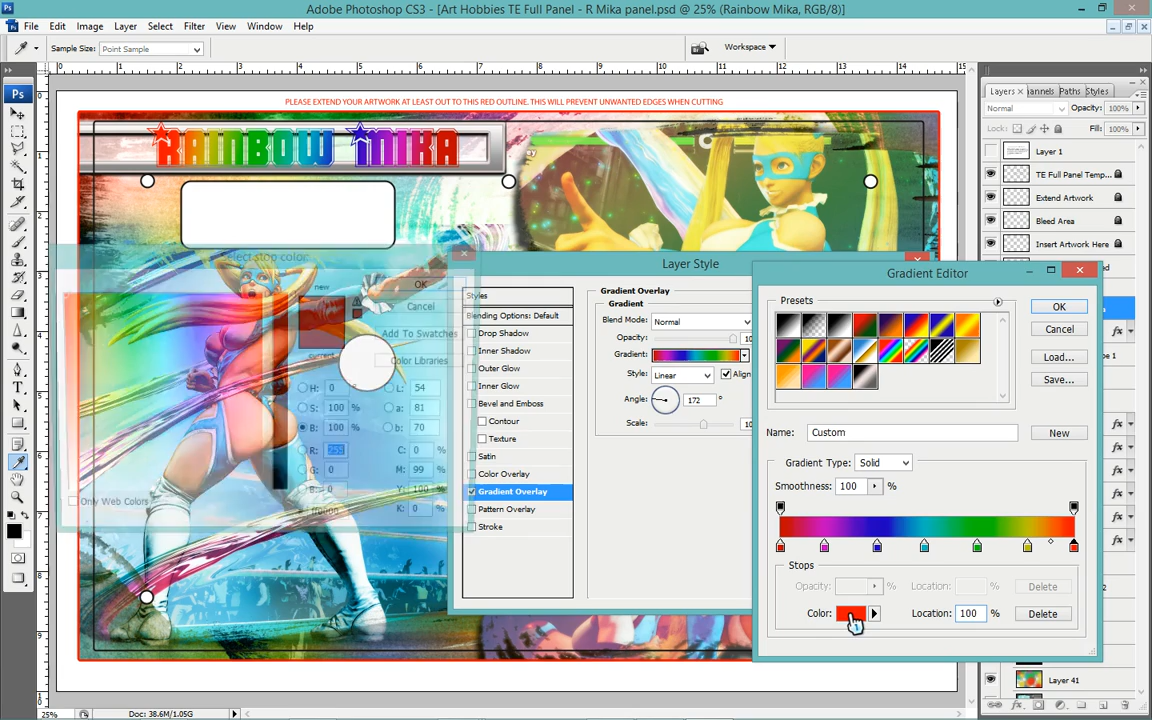 Adobe Photoshop CS3 - [Art Hobbies TE Full Panel - R Mika panel.psd @ 25% (Rainbow Mika, RGB/8)]
File Edit Image Layer Select Filter View Window Help
Sample Size: Point Sample
Workspace
PLEASE EXTEND YOUR ARTWORK AT LEAST OUT TO THIS RED OUTLINE. THIS WILL PREVENT UNWANTED EDGES WHEN CUTTING
RAINBOW MIKA
Layers hannels Paths Styles
Normal Opacity: 100%
Lock: Fill: 100%
Layer 1
TE Full Panel Temp...
Extend Artwork
Bleed Area
Insert Artwork Here
Layer 41
Select stop color:
new
current
OK
Cancel
Add To Swatches
Color Libraries
H: 0 °
S: 100 %
B: 100 %
R: 255
G: 0
B: 0
L: 54
a: 81
b: 70
C: 0 %
M: 99 %
Y: 100 %
K: 0
# ff0000
Only Web Colors
Layer Style
Styles
Blending Options: Default
Drop Shadow
Inner Shadow
Outer Glow
Inner Glow
Bevel and Emboss
Contour
Texture
Satin
Color Overlay
Gradient Overlay
Pattern Overlay
Stroke
Gradient Overlay
Gradient
Blend Mode: Normal
Opacity: 10
Gradient:
Style: Linear Align
Angle: 172 °
Scale: 10
Gradient Editor
Presets
OK
Cancel
Load...
Save...
Name: Custom
New
Gradient Type: Solid
Smoothness: 100 %
Stops
Opacity: % Location: % Delete
Color: Location: 100 % Delete
25% Doc: 38.6M/1.05G